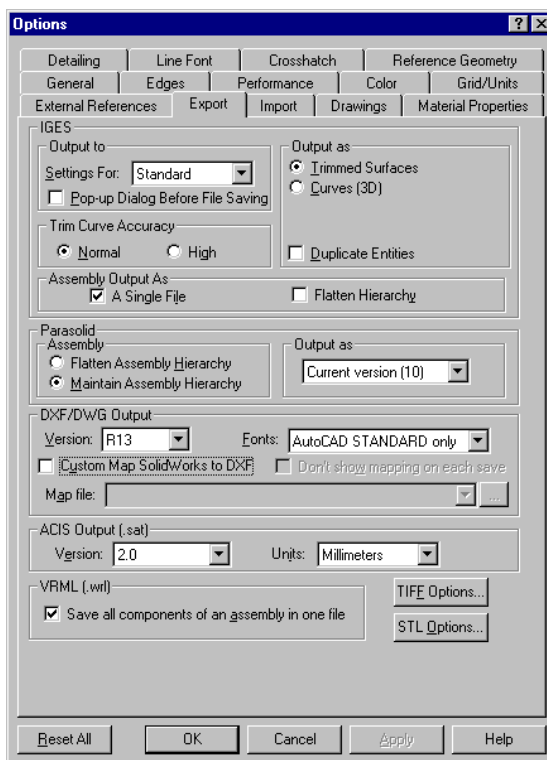 Options
Detailing Line Font Crosshatch Reference Geometry
General Edges Performance Color Grid/Units
External References Export Import Drawings Material Properties
IGES
Output to
Settings For: Standard
Pop-up Dialog Before File Saving
Output as
Trimmed Surfaces
Curves (3D)
Trim Curve Accuracy
Normal High
Duplicate Entities
Assembly Output As
A Single File Flatten Hierarchy
Parasolid
Assembly
Flatten Assembly Hierarchy
Maintain Assembly Hierarchy
Output as
Current version (10)
DXF/DWG Output
Version: R13 Fonts: AutoCAD STANDARD only
Custom Map SolidWorks to DXF Don't show mapping on each save
Map file: ...
ACIS Output (.sat)
Version: 2.0 Units: Millimeters
VRML (.wrl)
Save all components of an assembly in one file
TIFF Options...
STL Options...
Reset All OK Cancel Apply Help